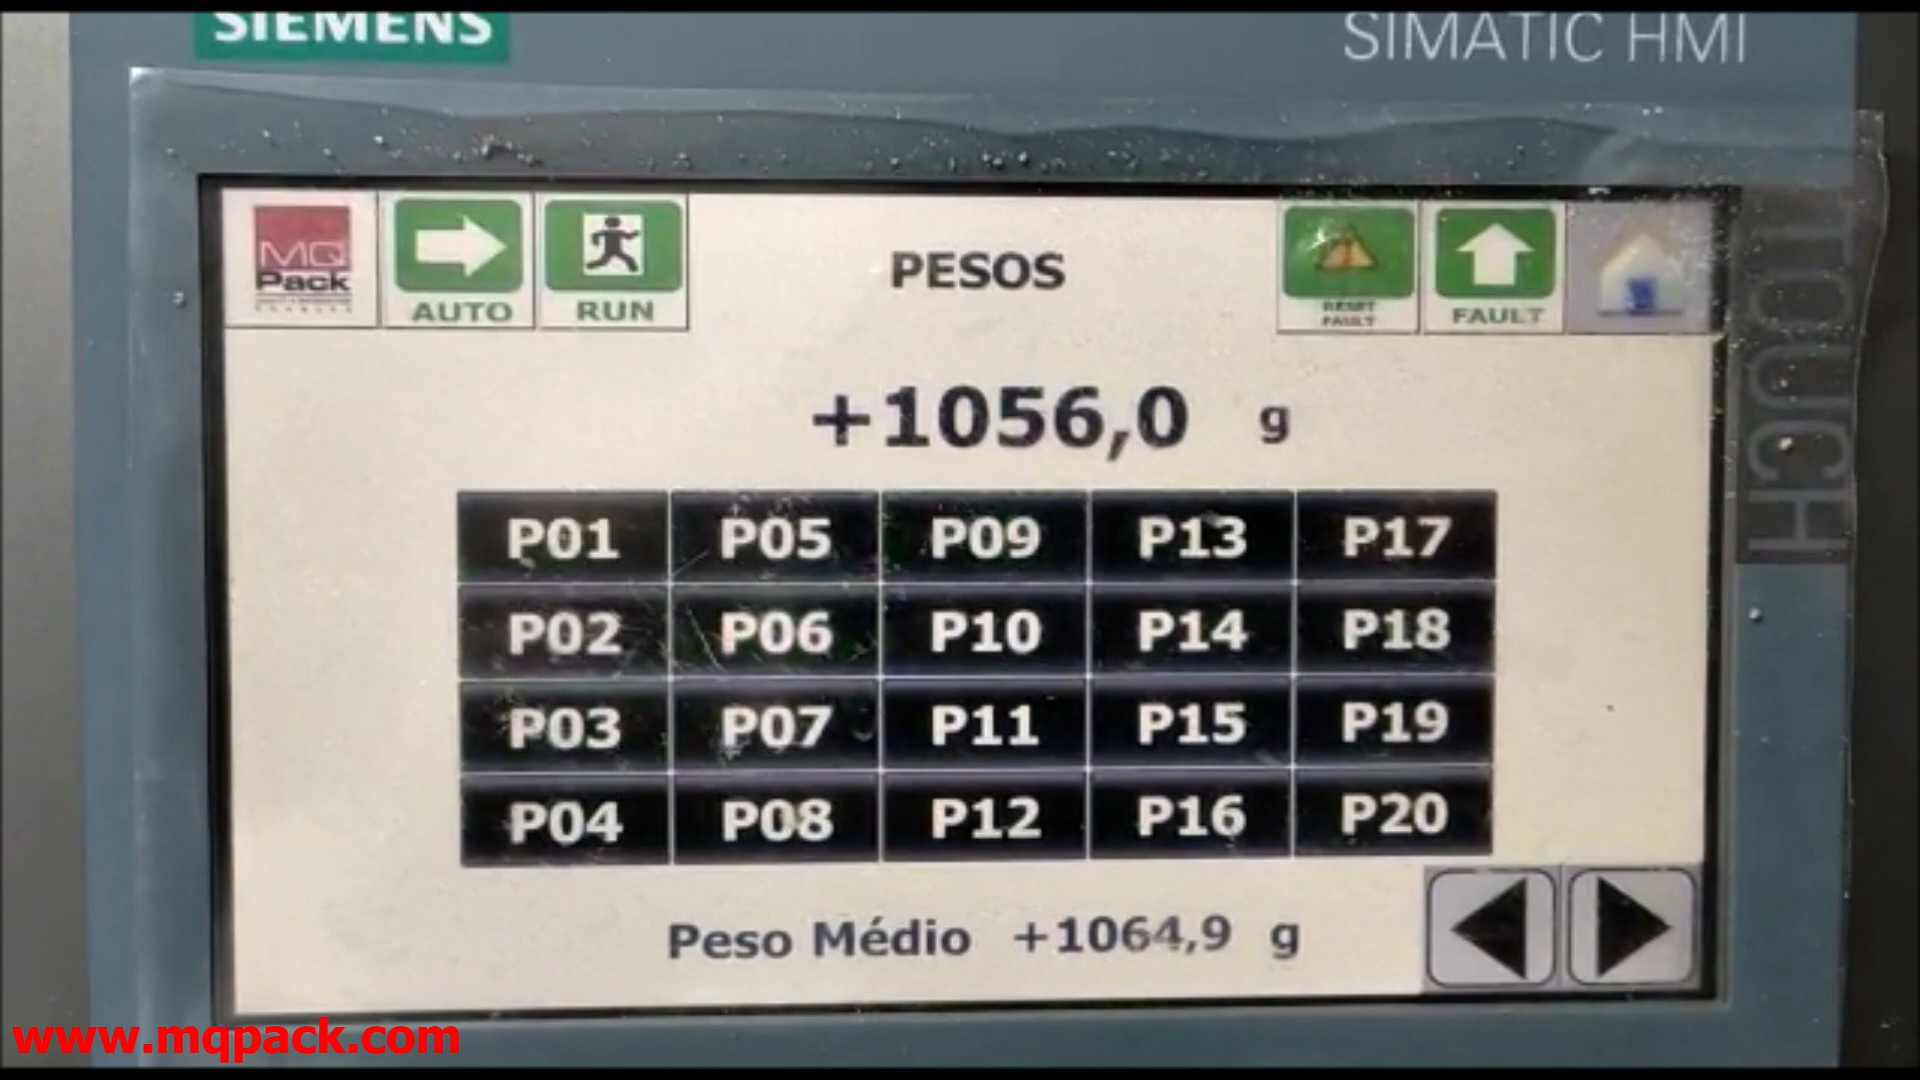 SIEMENS
SIMATIC HMI
TOUCH
MQ
Pack
AUTO
RUN
PESOS
RESET
FAULT
FAULT
+1056,0 g
P01 P05 P09 P13 P17
P02 P06 P10 P14 P18
P03 P07 P11 P15 P19
P04 P08 P12 P16 P20
Peso Médio +1064,9 g
www.mqpack.com